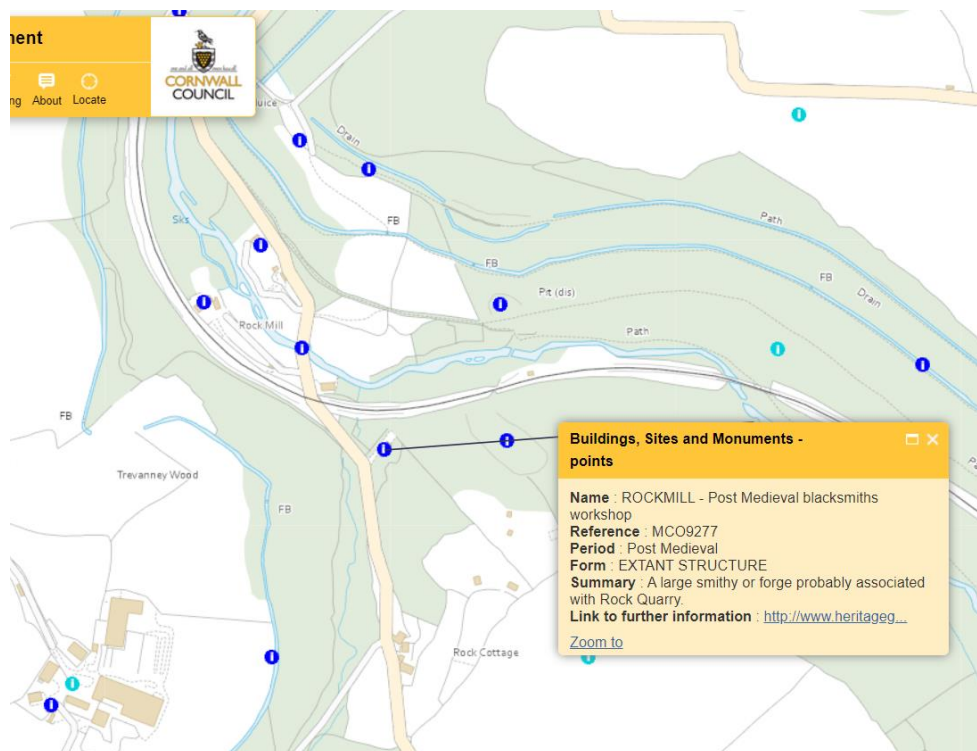 ment
ng About Locate
CORNWALL
COUNCIL
uice
Drain
Sks
FB
Path
FB
FB
Pit (dis)
Drain
Rock Mill
Path
FB
Trevanney Wood
FB
Buildings, Sites and Monuments -
points
Name : ROCKMILL - Post Medieval blacksmiths
workshop
Reference : MCO9277
Period : Post Medieval
Form : EXTANT STRUCTURE
Summary : A large smithy or forge probably associated
with Rock Quarry.
Link to further information : http://www.heritageg...
Zoom to
Rock Cottage